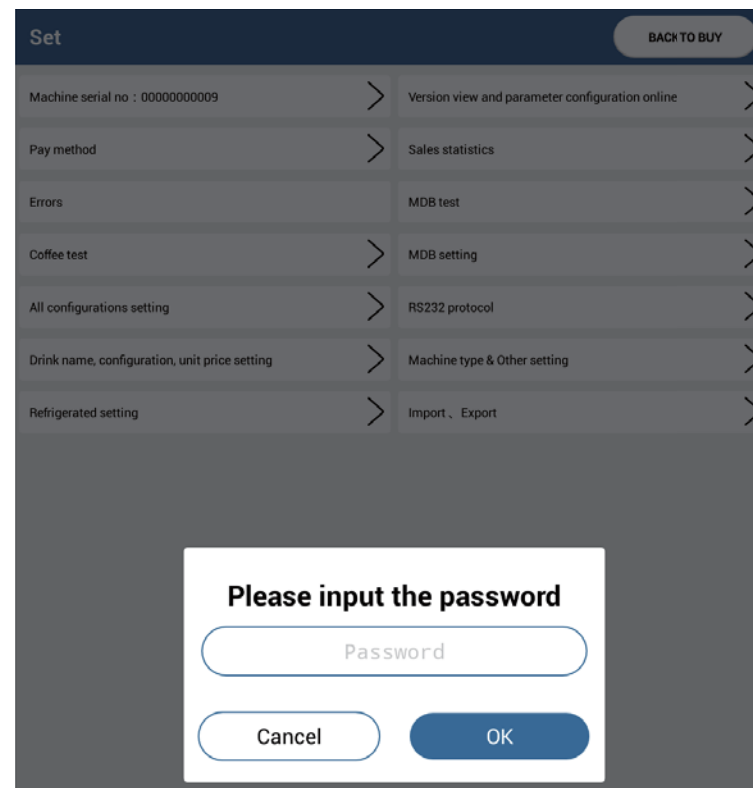 Set
BACK TO BUY
Machine serial no：00000000009
Version view and parameter configuration online
Pay method
Sales statistics
Errors
MDB test
Coffee test
MDB setting
All configurations setting
RS232 protocol
Drink name, configuration, unit price setting
Machine type & Other setting
Refrigerated setting
Import、Export
Please input the password
Password
Cancel
OK